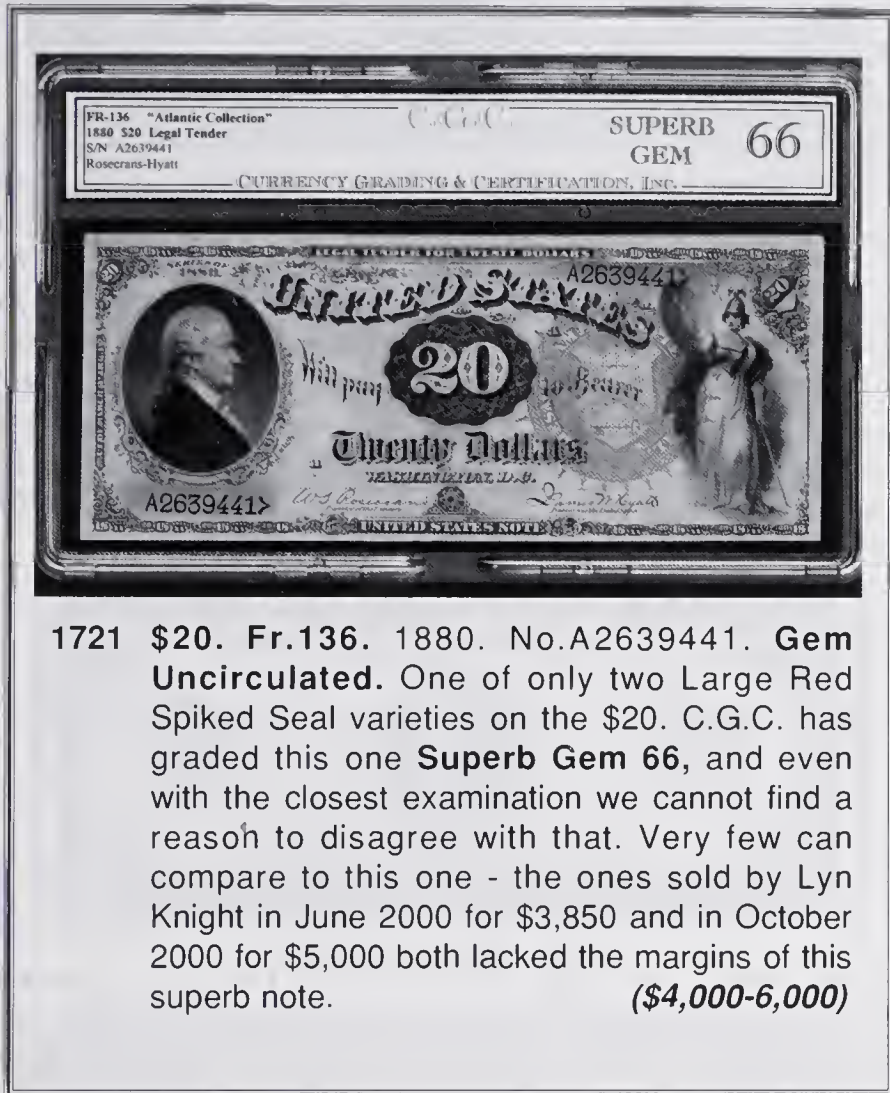 FR-136 "Atlantic Collection"
1880 $20 Legal Tender
S/N A2639441
Rosecrans-Hyatt
C.G.C.
SUPERB
GEM
66
CURRENCY GRADING & CERTIFICATION, INC.
LEGAL TENDER FOR TWENTY DOLLARS
SERIES OF
1880
A2639441
UNITED STATES
Will pay 20 to Bearer
Twenty Dollars
WASHINGTON, D.C.
A2639441
UNITED STATES NOTE
1721 $20. Fr.136. 1880. No.A2639441. Gem
Uncirculated. One of only two Large Red
Spiked Seal varieties on the $20. C.G.C. has
graded this one Superb Gem 66, and even
with the closest examination we cannot find a
reason to disagree with that. Very few can
compare to this one - the ones sold by Lyn
Knight in June 2000 for $3,850 and in October
2000 for $5,000 both lacked the margins of this
superb note. ($4,000-6,000)